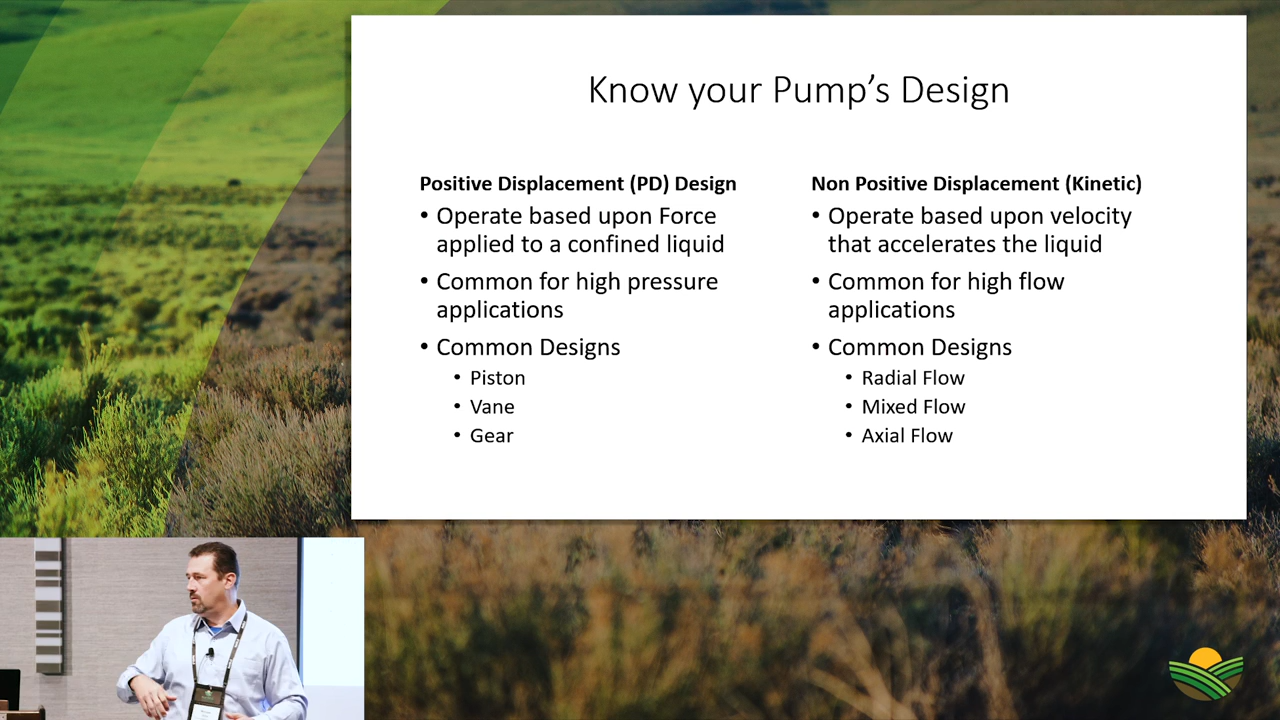 Know your Pump's Design
Positive Displacement (PD) Design
• Operate based upon Force
applied to a confined liquid
• Common for high pressure
applications
• Common Designs
• Piston
• Vane
• Gear
Non Positive Displacement (Kinetic)
• Operate based upon velocity
that accelerates the liquid
• Common for high flow
applications
• Common Designs
• Radial Flow
• Mixed Flow
• Axial Flow